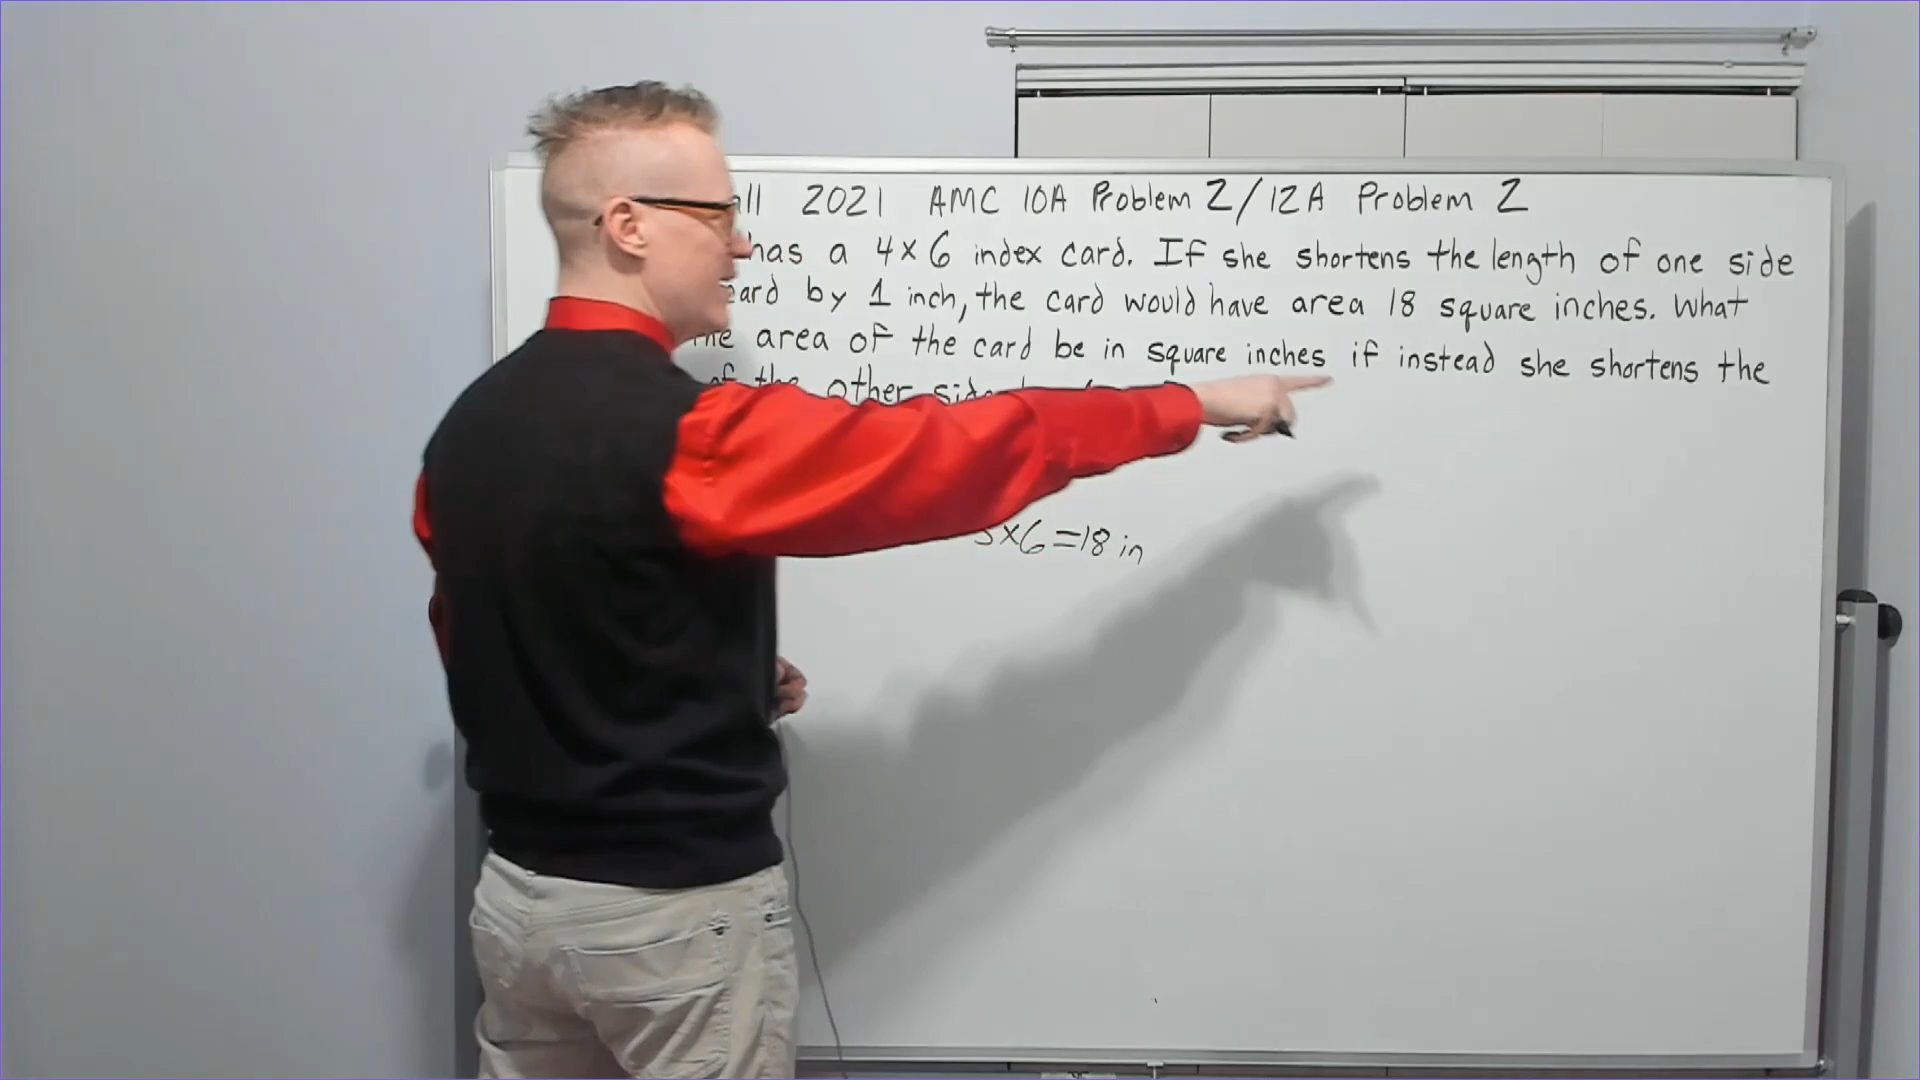 2021 AMC 10A Problem 2/12A Problem 2
has a 4×6 index card. If she shortens the length of one side
by 1 inch, the card would have area 18 square inches. What
area of the card be in square inches if instead she shortens the
of the other
×6=18 in